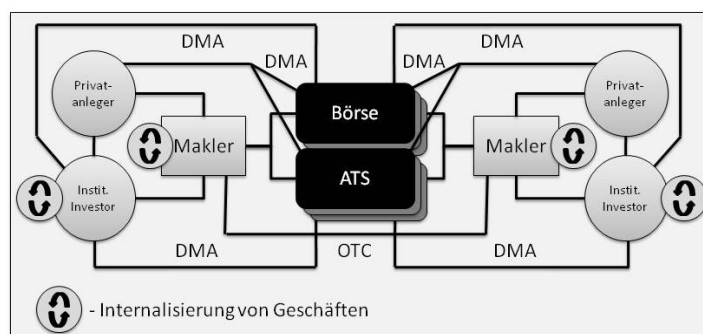 DMA
DMA
DMA
DMA
Privat-
anleger
Börse
Privat-
anleger
Makler
Makler
ATS
Instit.
Investor
Instit.
Investor
DMA
OTC
DMA
- Internalisierung von Geschäften